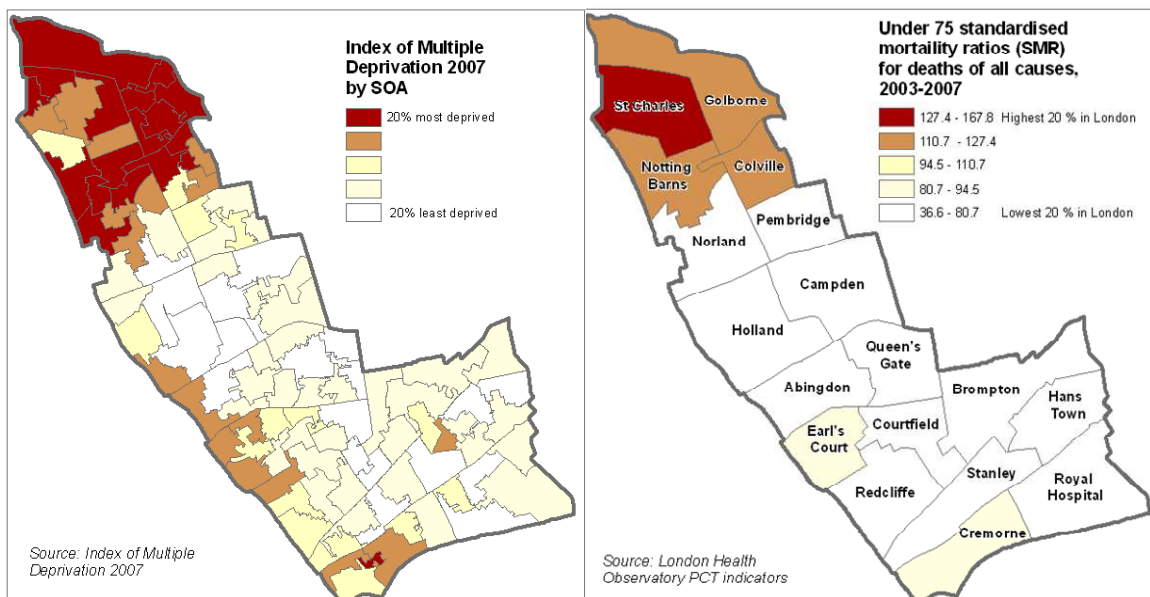 Index of Multiple
Deprivation 2007
by SOA
20% most deprived
20% least deprived
Source: Index of Multiple
Deprivation 2007
Under 75 standardised
mortaility ratios (SMR)
for deaths of all causes,
2003-2007
127.4 - 167.8 Highest 20 % in London
110.7 - 127.4
94.5 - 110.7
80.7 - 94.5
36.6 - 80.7 Lowest 20 % in London
St Charles
Golborne
Notting
Barns
Colville
Pembridge
Norland
Campden
Holland
Queen's
Gate
Abingdon
Brompton
Hans
Town
Earl's
Court
Courtfield
Stanley
Redcliffe
Royal
Hospital
Cremorne
Source: London Health
Observatory PCT indicators